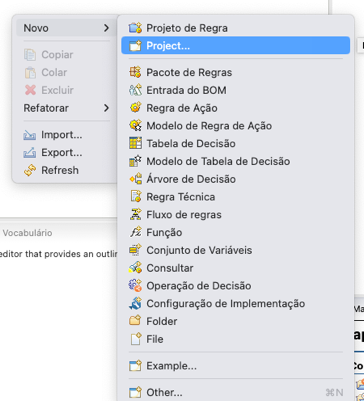 Novo
Copiar
Colar
Excluir
Refatorar
Import...
Export...
Refresh
Projeto de Regra
Project...
Pacote de Regras
Entrada do BOM
Regra de Ação
Modelo de Regra de Ação
Tabela de Decisão
Modelo de Tabela de Decisão
Árvore de Decisão
Regra Técnica
Fluxo de regras
Função
Conjunto de Variáveis
Consultar
Operação de Decisão
Configuração de Implementação
Folder
File
Example...
Other... ⌘N
Vocabulário
editor that provides an outlin
Ma
Co